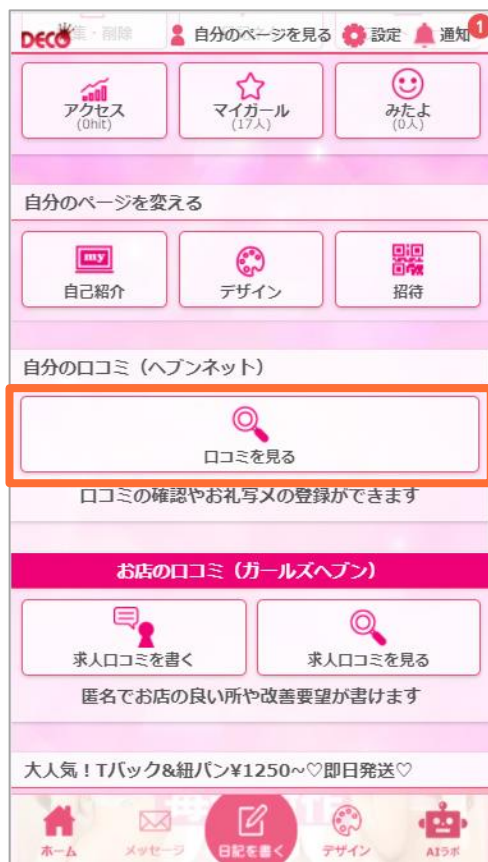 DECO 集・削除 自分のページを見る 設定 通知 1
アクセス マイガール みたよ
(0hit) (17人) (0人)
自分のページを変える
my
自己紹介 デザイン 招待
自分の口コミ（ヘブンネット）
口コミを見る
口コミの確認やお礼写メの登録ができます
お店の口コミ（ガールズヘブン）
求人口コミを書く 求人口コミを見る
匿名でお店の良い所や改善要望が書けます
大人気！Tバック&紐パン¥1250~♡即日発送♡
ホーム メッセージ 日記を書く デザイン AIラボ